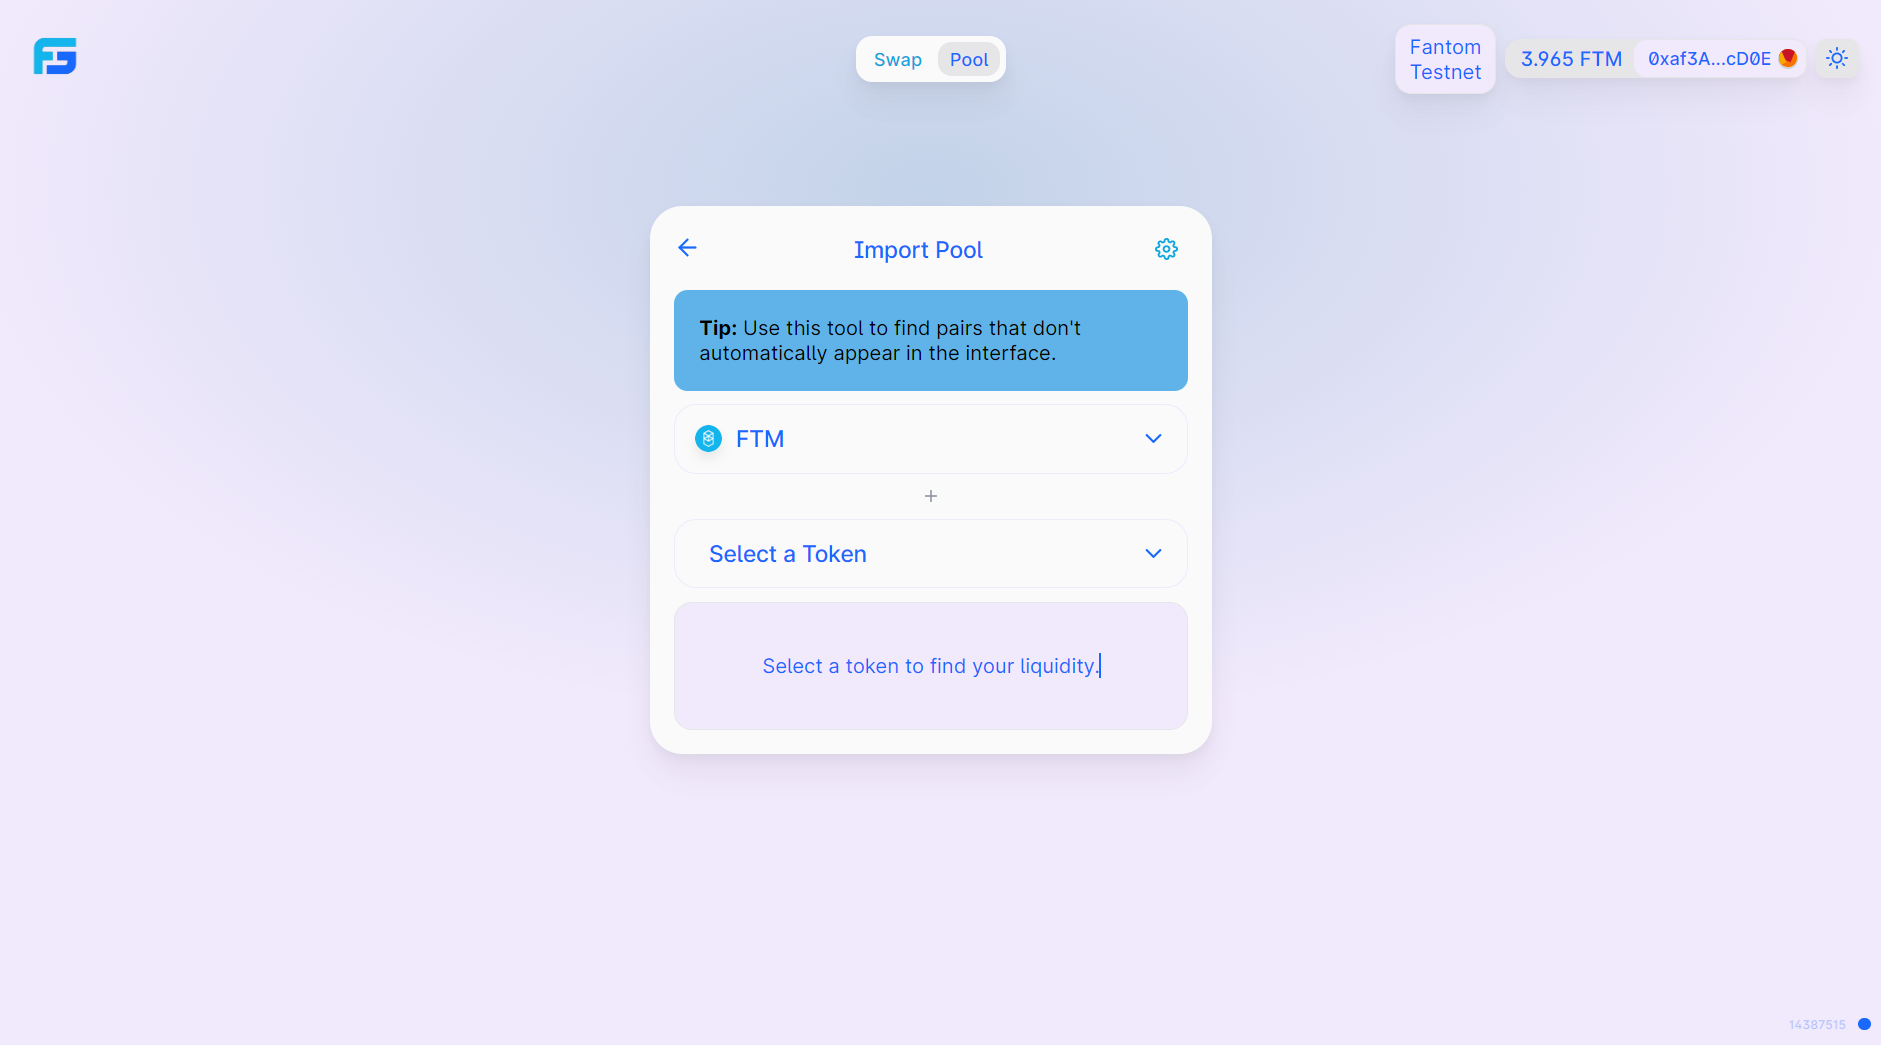 Swap Pool
Fantom
Testnet
3.965 FTM 0xaf3A...cD0E
Import Pool
Tip: Use this tool to find pairs that don't
automatically appear in the interface.
FTM
+
Select a Token
Select a token to find your liquidity.
14387515